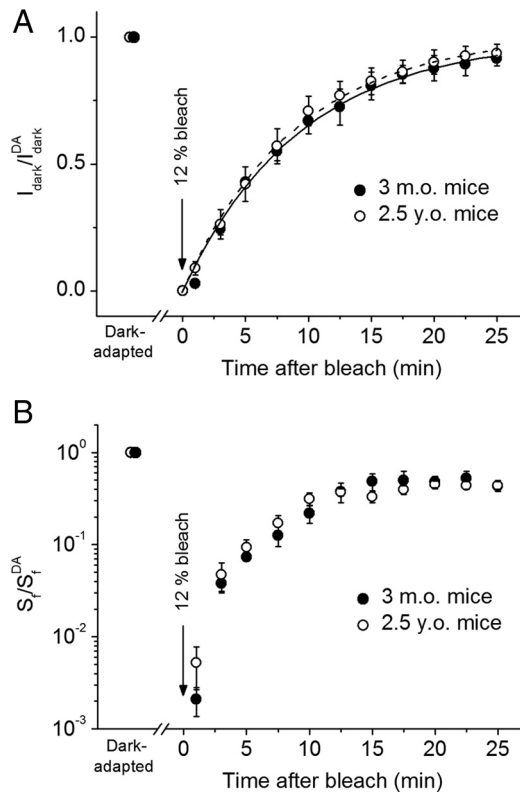 A
I_dark/I^DA_dark
1.0
0.5
0.0
12 % bleach
3 m.o. mice
2.5 y.o. mice
Dark-
adapted
0 5 10 15 20 25
Time after bleach (min)
B
S_f/S_f^DA
10^0
10^-1
10^-2
10^-3
12 % bleach
3 m.o. mice
2.5 y.o. mice
Dark-
adapted
0 5 10 15 20 25
Time after bleach (min)